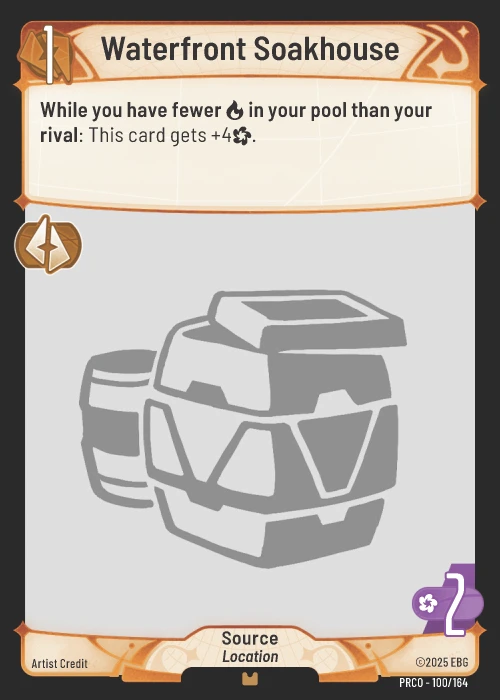 1
Waterfront Soakhouse
While you have fewer in your pool than your
rival: This card gets +4.
2
Source
Location
Artist Credit
©2025 EBG
PRCO - 100/164